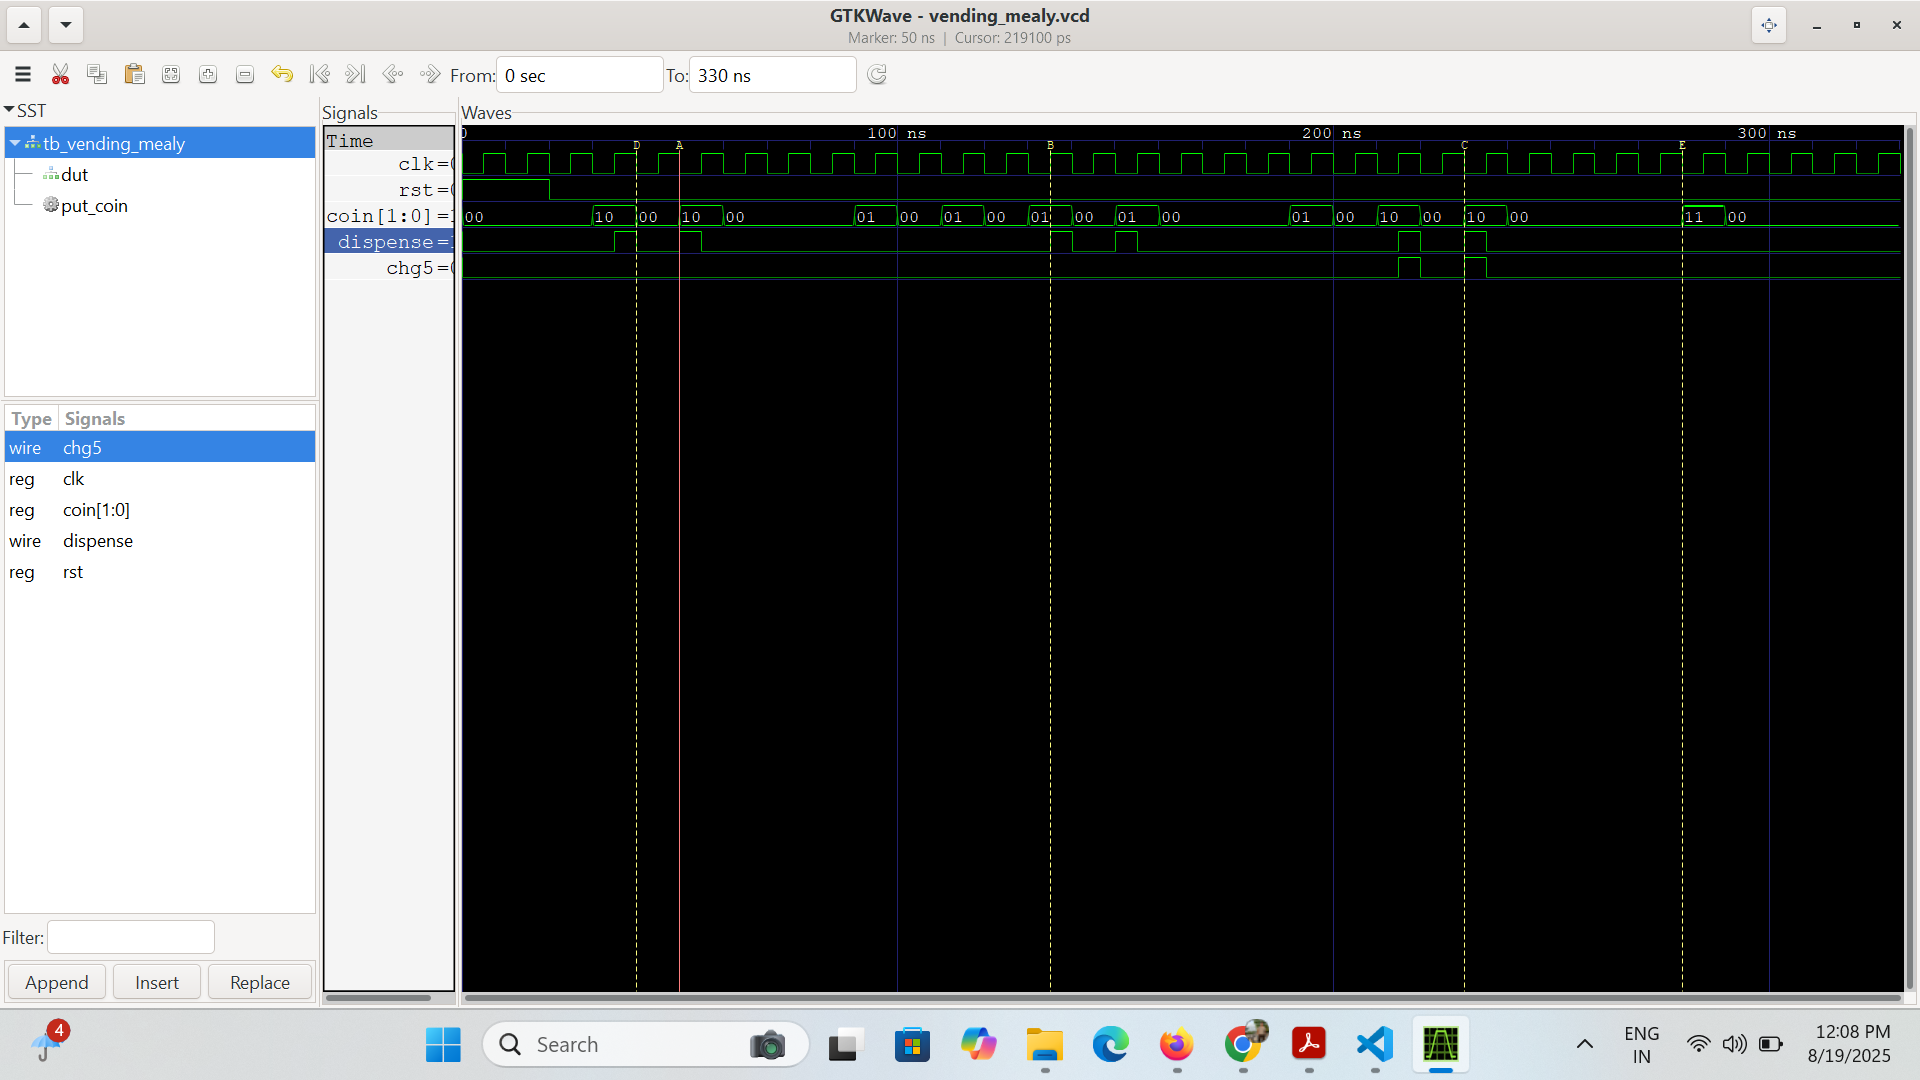 GTKWave - vending_mealy.vcd
Marker: 50 ns | Cursor: 219100 ps
From: 0 sec To: 330 ns
SST
tb_vending_mealy
dut
put_coin
Type Signals
wire chg5
reg clk
reg coin[1:0]
wire dispense
reg rst
Filter:
Append Insert Replace
Signals
Time
clk=
rst=
coin[1:0]=
dispense=
chg5=
Waves
0 100 ns 200 ns 300 ns
D A B C E
00 10 00 10 00 01 00 01 00 01 00 01 00 01 00 10 00 10 00 11 00
4
Search
ENG
IN
12:08 PM
8/19/2025